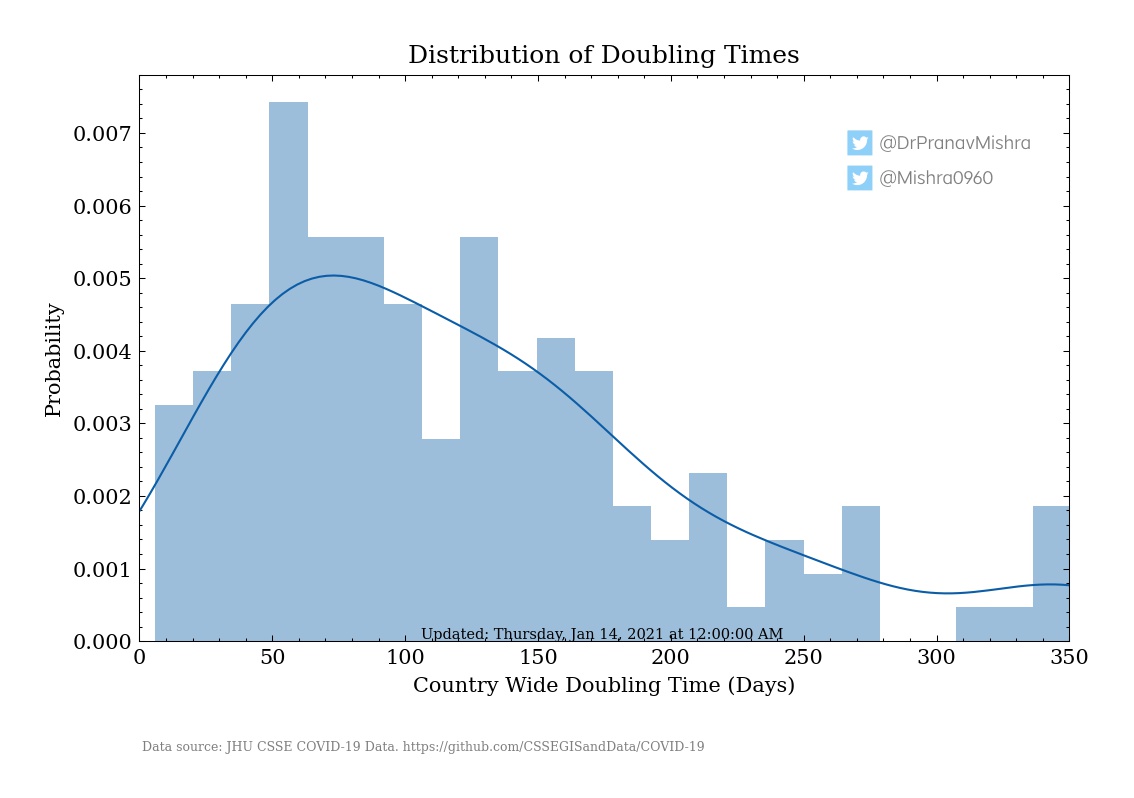 Distribution of Doubling Times
@DrPranavMishra
@Mishra0960
Probability
0.007
0.006
0.005
0.004
0.003
0.002
0.001
0.000
Updated: Thursday, Jan 14, 2021 at 12:00:00 AM
0 50 100 150 200 250 300 350
Country Wide Doubling Time (Days)
Data source: JHU CSSE COVID-19 Data. https://github.com/CSSEGISandData/COVID-19